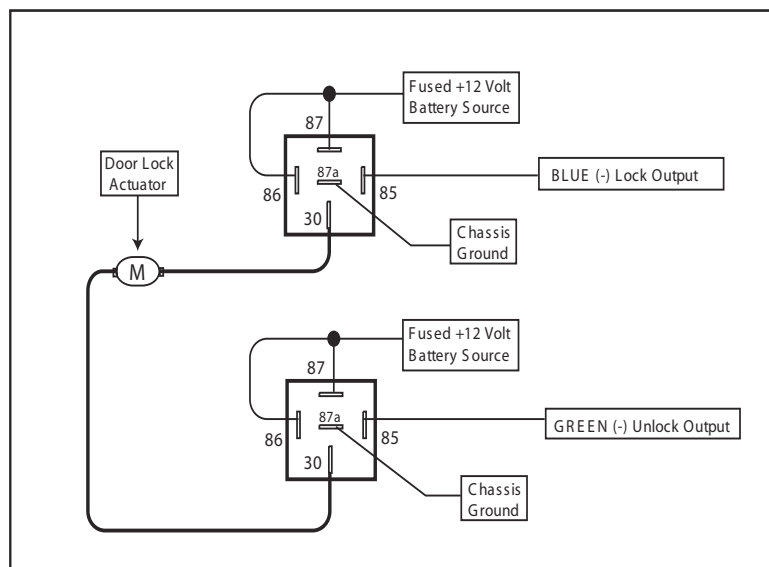 Fused +12 Volt
Battery Source
87
Door Lock
Actuator
87a
86
85
BLUE (-) Lock Output
30
Chassis
Ground
M
Fused +12 Volt
Battery Source
87
87a
86
85
GREEN (-) Unlock Output
30
Chassis
Ground